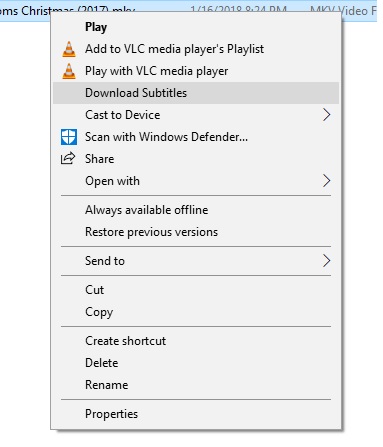 oms Christmas (2017).mkv 1/16/2018 8:24 PM MKV Video F
Play
Add to VLC media player's Playlist
Play with VLC media player
Download Subtitles
Cast to Device
Scan with Windows Defender...
Share
Open with
Always available offline
Restore previous versions
Send to
Cut
Copy
Create shortcut
Delete
Rename
Properties